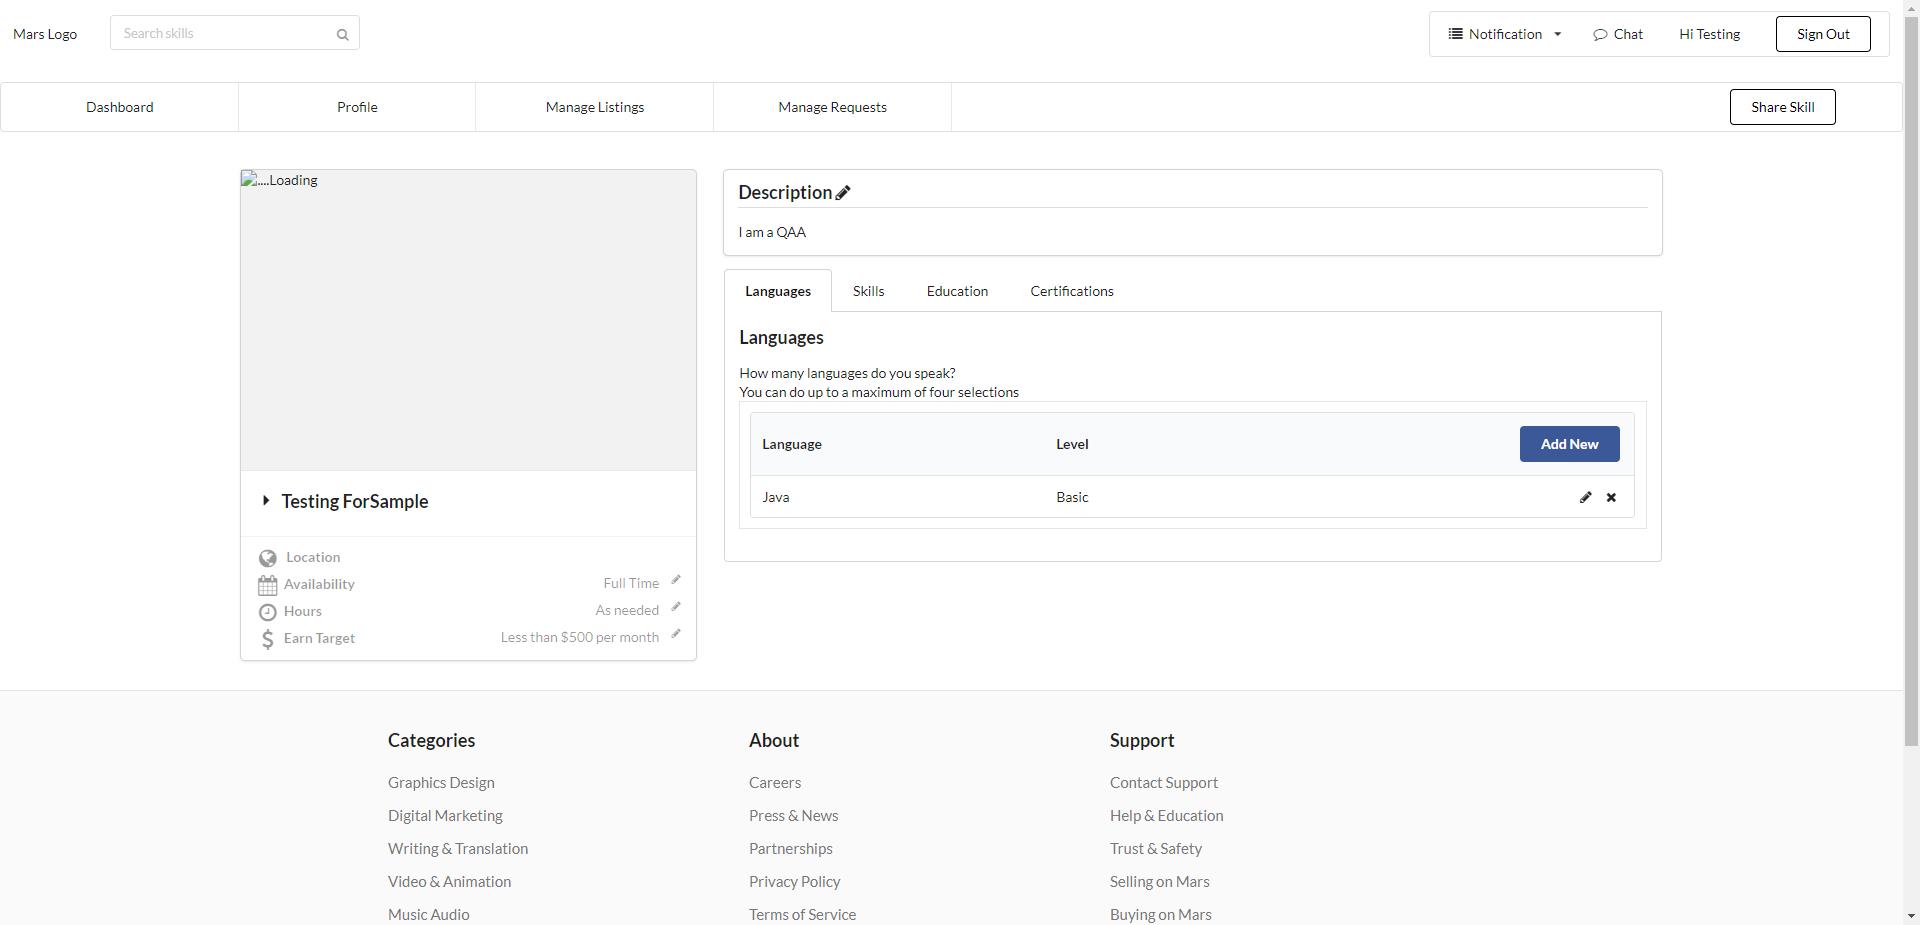 Mars Logo
Search skills
Notification
Chat
Hi Testing
Sign Out
Dashboard
Profile
Manage Listings
Manage Requests
Share Skill
....Loading
Testing ForSample
Location
Availability
Full Time
Hours
As needed
Earn Target
Less than $500 per month
Description
I am a QAA
Languages
Skills
Education
Certifications
Languages
How many languages do you speak?
You can do up to a maximum of four selections
Language
Level
Add New
Java
Basic
Categories
Graphics Design
Digital Marketing
Writing & Translation
Video & Animation
Music Audio
About
Careers
Press & News
Partnerships
Privacy Policy
Terms of Service
Support
Contact Support
Help & Education
Trust & Safety
Selling on Mars
Buying on Mars